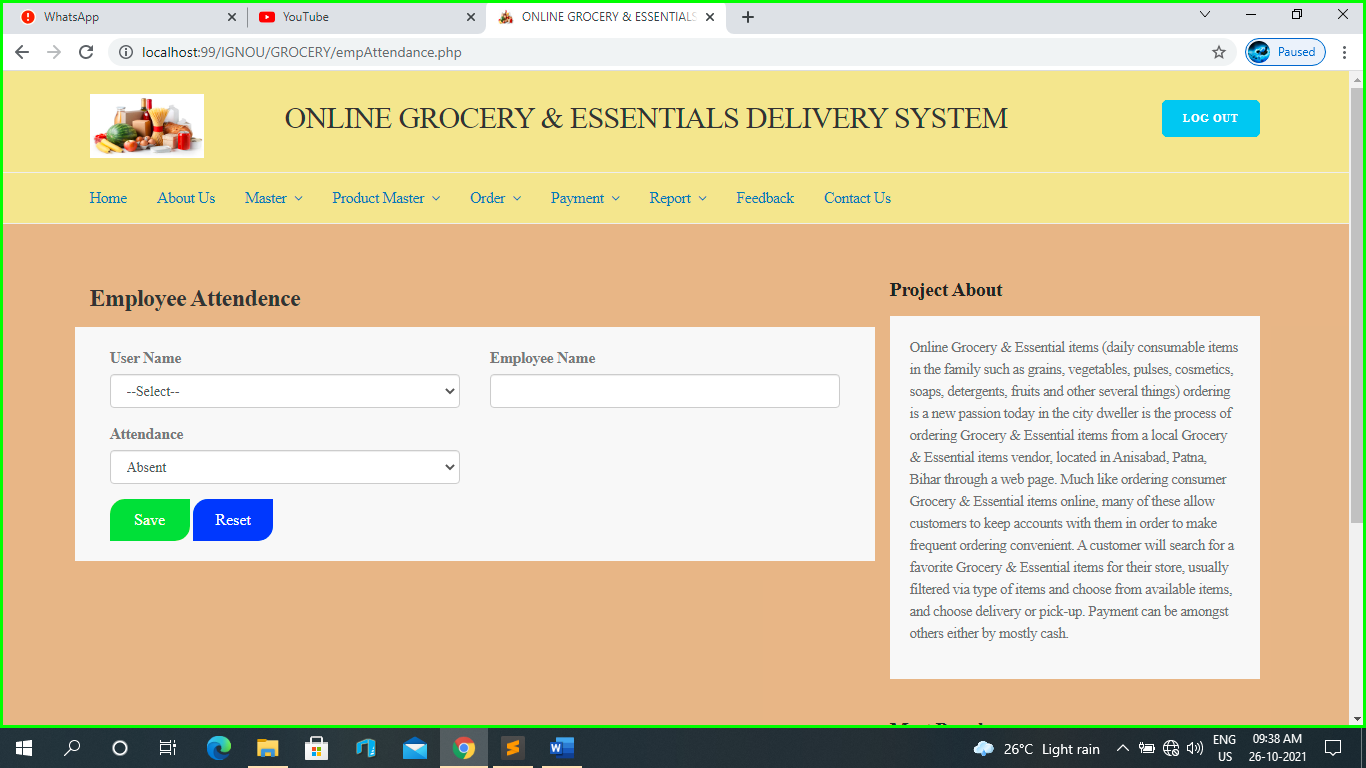 WhatsApp
YouTube
ONLINE GROCERY & ESSENTIALS
localhost:99/IGNOU/GROCERY/empAttendance.php
Paused
ONLINE GROCERY & ESSENTIALS DELIVERY SYSTEM
LOG OUT
Home About Us Master Product Master Order Payment Report Feedback Contact Us
Employee Attendence
User Name
Employee Name
--Select--
Attendance
Absent
Save Reset
Project About
Online Grocery & Essential items (daily consumable items
in the family such as grains, vegetables, pulses, cosmetics,
soaps, detergents, fruits and other several things) ordering
is a new passion today in the city dweller is the process of
ordering Grocery & Essential items from a local Grocery
& Essential items vendor, located in Anisabad, Patna,
Bihar through a web page. Much like ordering consumer
Grocery & Essential items online, many of these allow
customers to keep accounts with them in order to make
frequent ordering convenient. A customer will search for a
favorite Grocery & Essential items for their store, usually
filtered via type of items and choose from available items,
and choose delivery or pick-up. Payment can be amongst
others either by mostly cash.
26°C Light rain
ENG
US
09:38 AM
26-10-2021